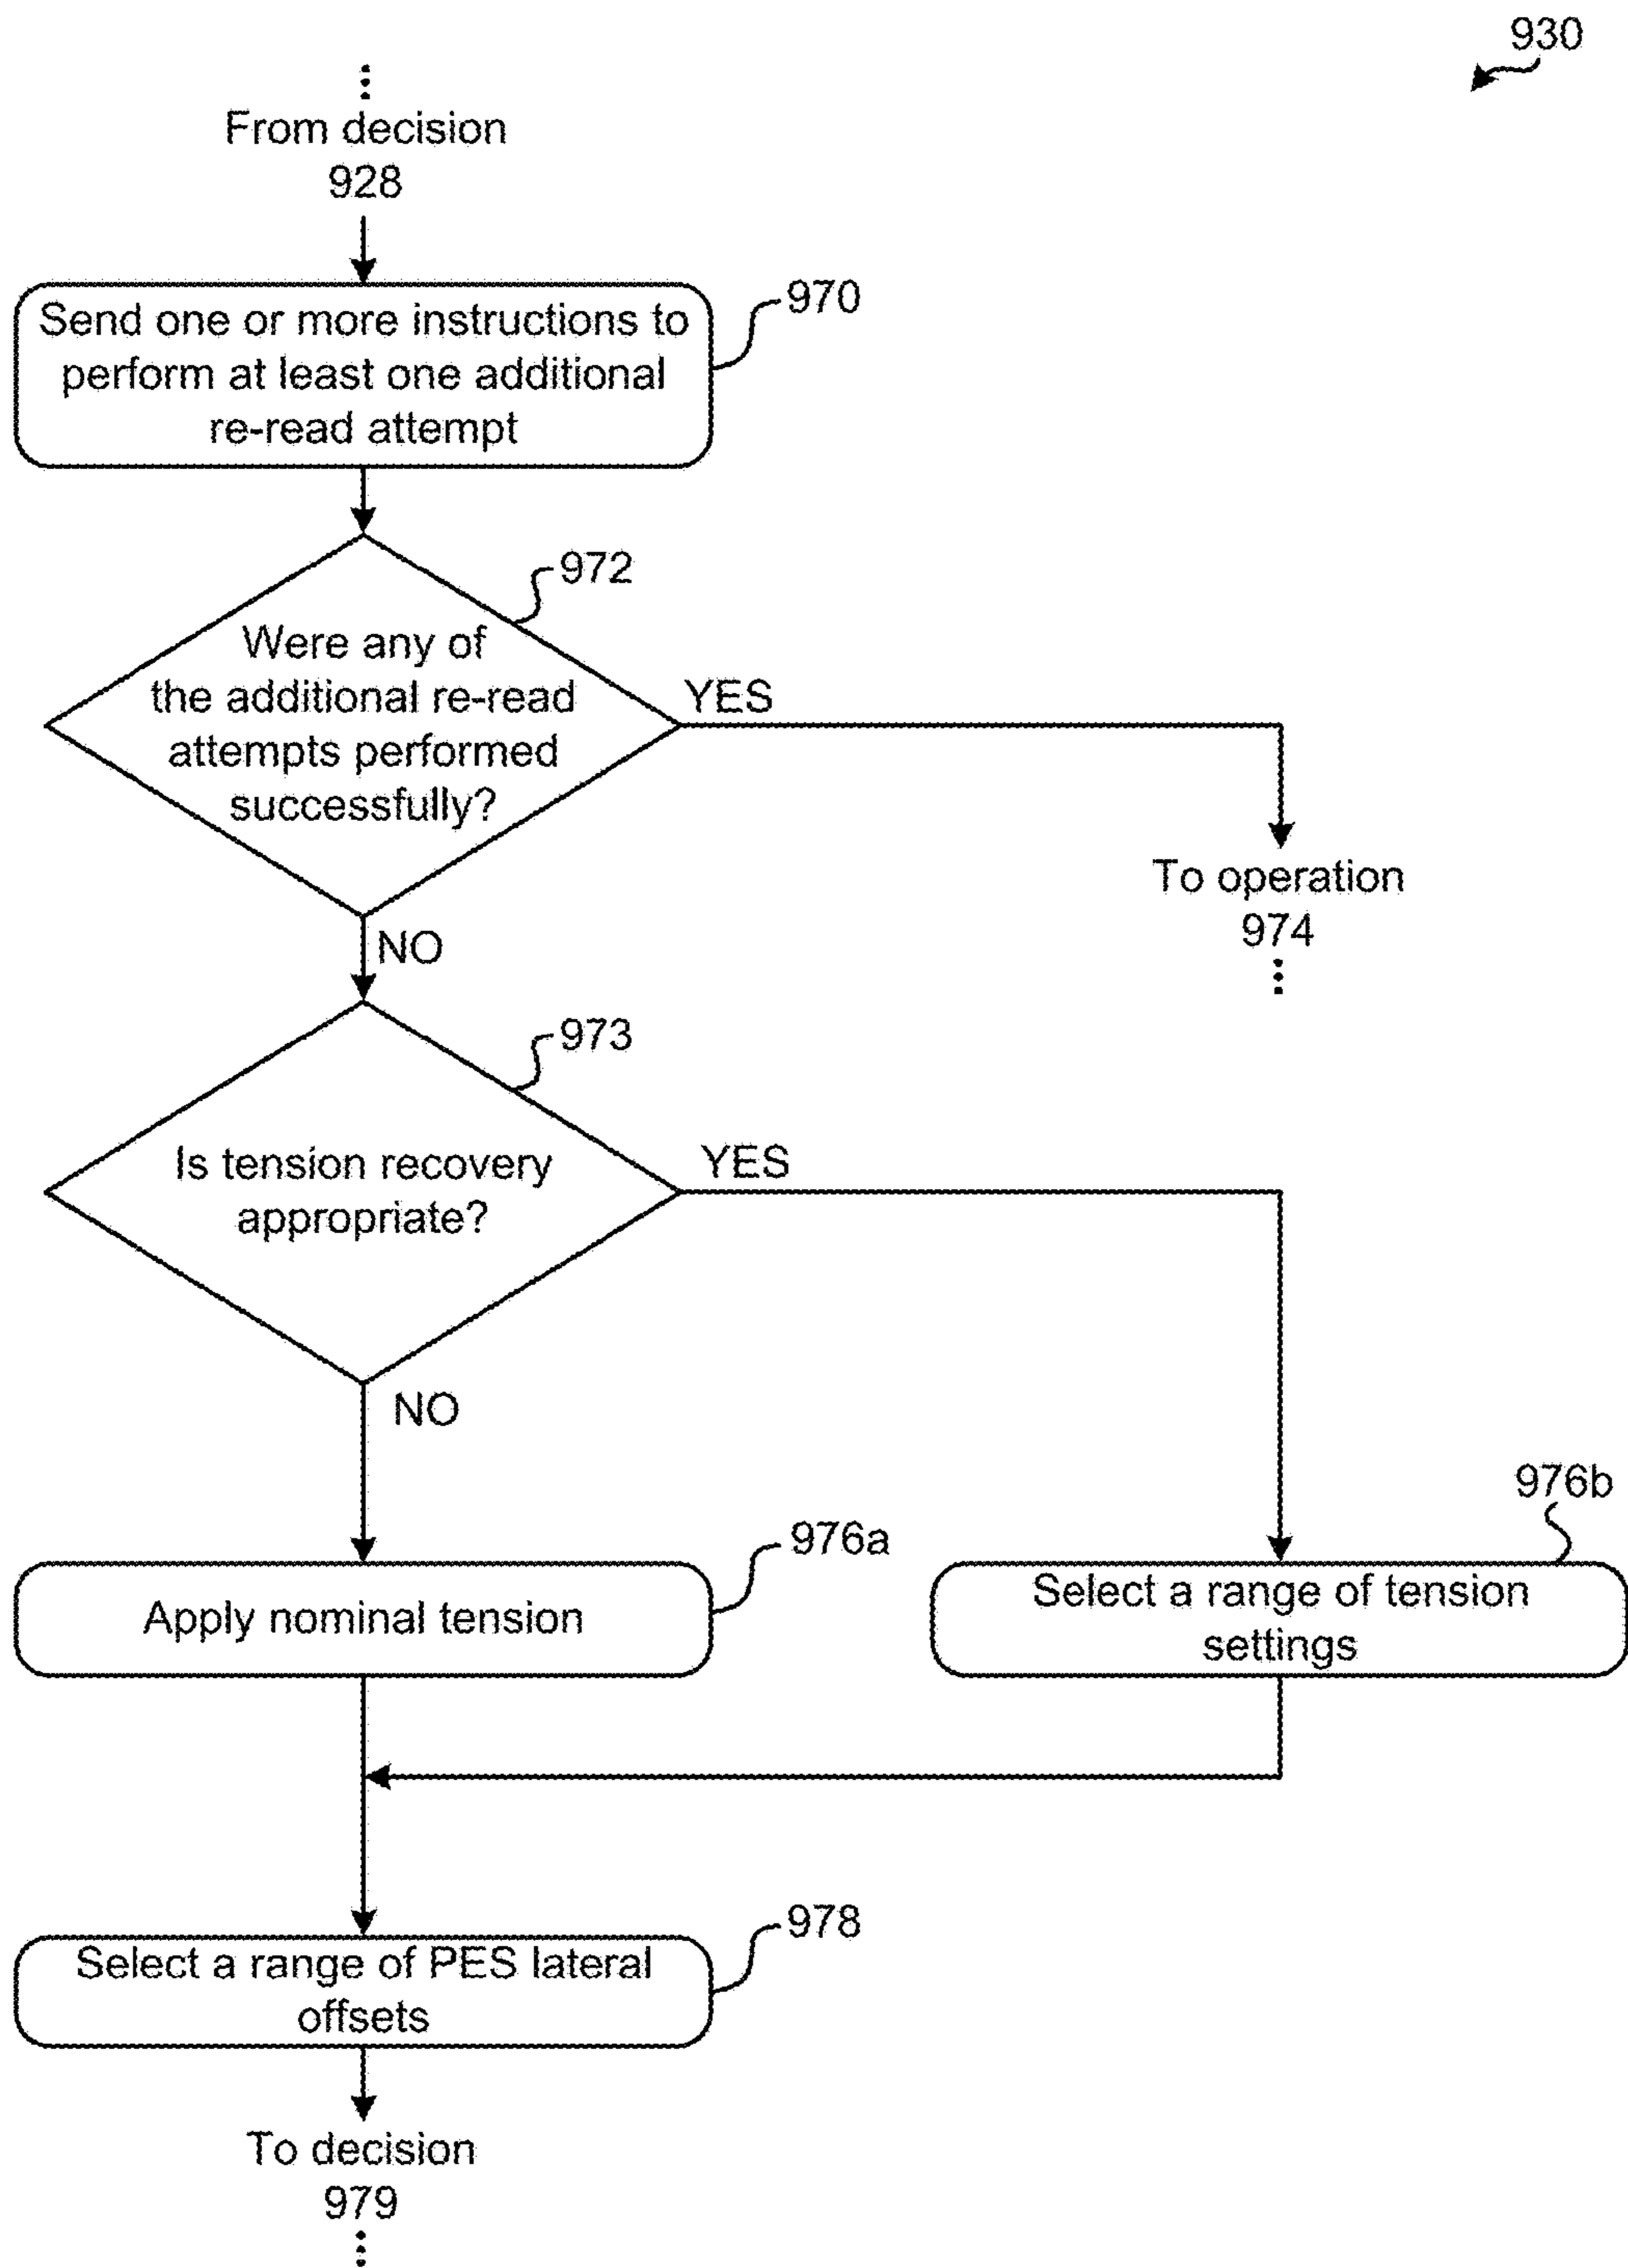 930
⋮
From decision
928
Send one or more instructions to
perform at least one additional
re-read attempt
970
972
Were any of
the additional re-read
attempts performed
successfully?
YES
To operation
974
⋮
NO
973
Is tension recovery
appropriate?
YES
NO
976a
Apply nominal tension
976b
Select a range of tension
settings
978
Select a range of PES lateral
offsets
To decision
979
⋮